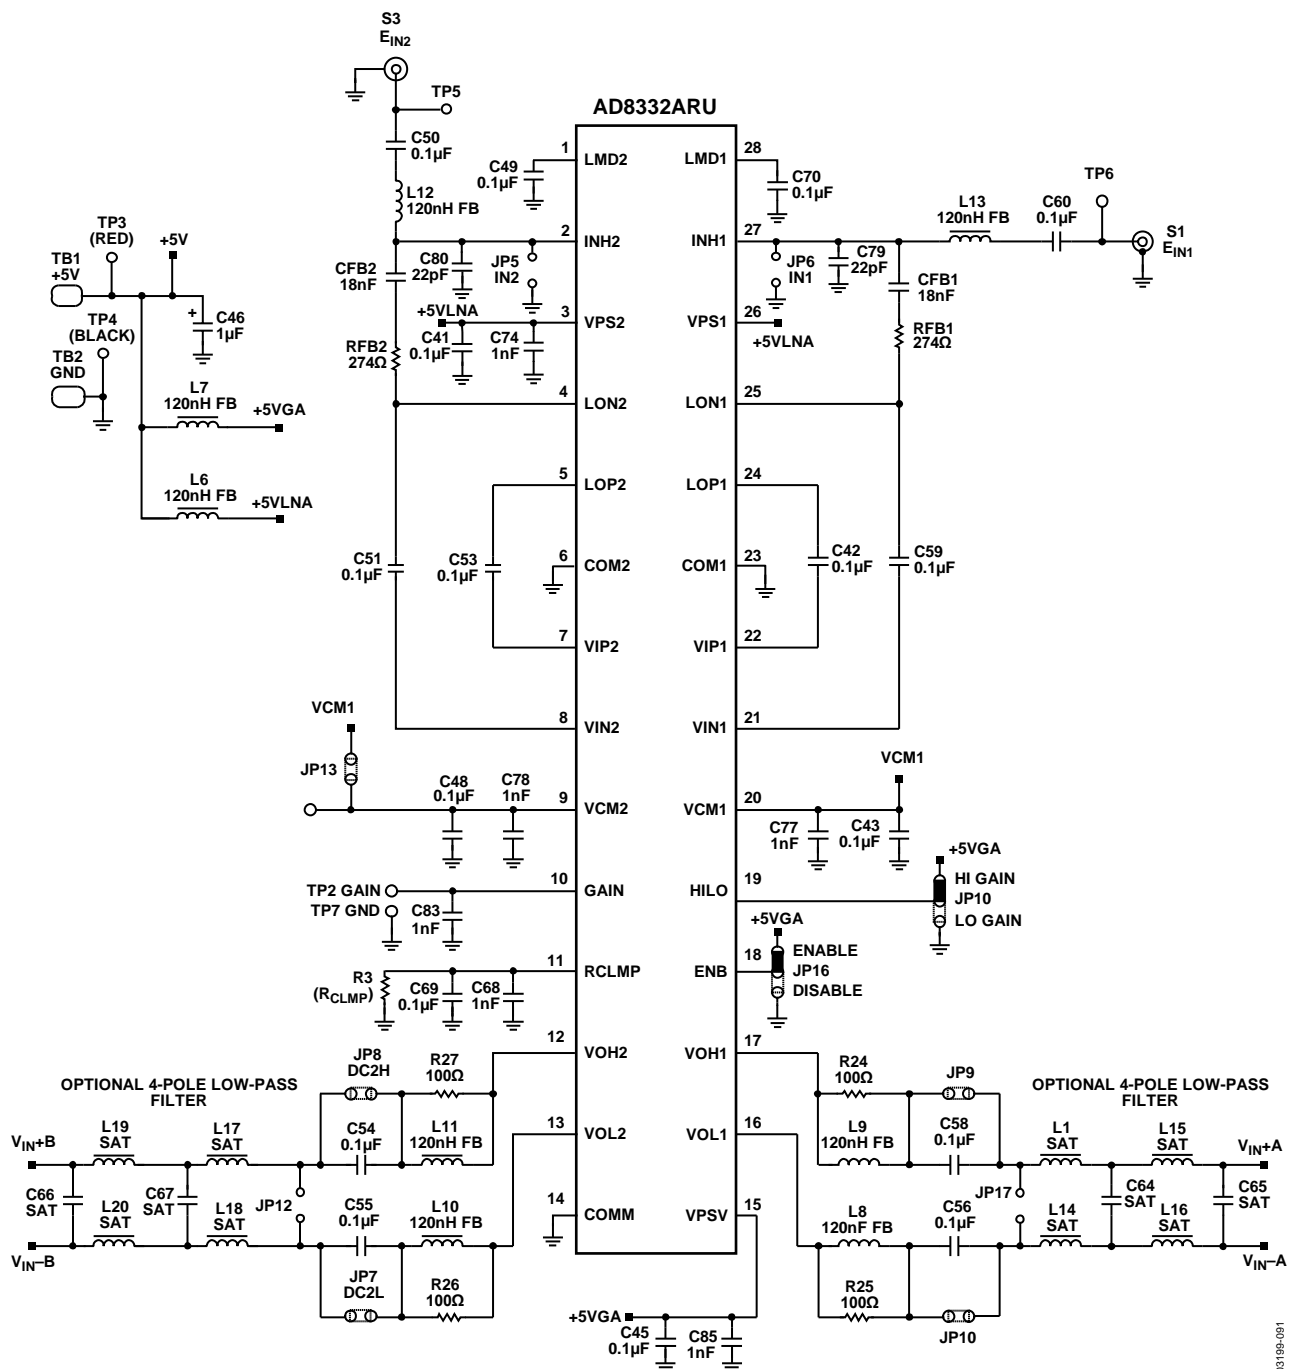 S3
EIN2
TP5
AD8332ARU
C50
0.1µF
L12
120nH FB
C49
0.1µF
1
LMD2
LMD1
28
C70
0.1µF
TP6
L13
120nH FB
C60
0.1µF
S1
EIN1
TP3
(RED)
+5V
TB1
+5V
TP4
(BLACK)
C46
1µF
+
TB2
GND
L7
120nH FB
+5VGA
L6
120nH FB
+5VLNA
2
INH2
INH1
27
CFB2
18nF
C80
22pF
JP5
IN2
JP6
IN1
C79
22pF
CFB1
18nF
+5VLNA
3
VPS2
VPS1
26
+5VLNA
RFB2
274Ω
C41
0.1µF
C74
1nF
RFB1
274Ω
4
LON2
LON1
25
5
LOP2
LOP1
24
C51
0.1µF
C53
0.1µF
6
COM2
COM1
23
C42
0.1µF
C59
0.1µF
7
VIP2
VIP1
22
8
VIN2
VIN1
21
VCM1
JP13
C48
0.1µF
C78
1nF
9
VCM2
VCM1
20
VCM1
C77
1nF
C43
0.1µF
TP2 GAIN
TP7 GND
C83
1nF
10
GAIN
HILO
19
+5VGA
HI GAIN
JP10
LO GAIN
R3
(RCLMP)
C69
0.1µF
C68
1nF
11
RCLMP
ENB
18
+5VGA
ENABLE
JP16
DISABLE
12
VOH2
VOH1
17
OPTIONAL 4-POLE LOW-PASS
FILTER
JP8
DC2H
R27
100Ω
R24
100Ω
JP9
OPTIONAL 4-POLE LOW-PASS
FILTER
VIN+B
L19
SAT
L17
SAT
C54
0.1µF
L11
120nH FB
13
VOL2
VOL1
16
L9
120nH FB
C58
0.1µF
L1
SAT
L15
SAT
VIN+A
C66
SAT
L20
SAT
C67
SAT
L18
SAT
JP12
C55
0.1µF
L10
120nH FB
14
COMM
VPSV
15
L8
120nF FB
C56
0.1µF
JP17
L14
SAT
C64
SAT
L16
SAT
C65
SAT
VIN–B
VIN–A
JP7
DC2L
R26
100Ω
R25
100Ω
JP10
+5VGA
C45
0.1µF
C85
1nF
03199-091